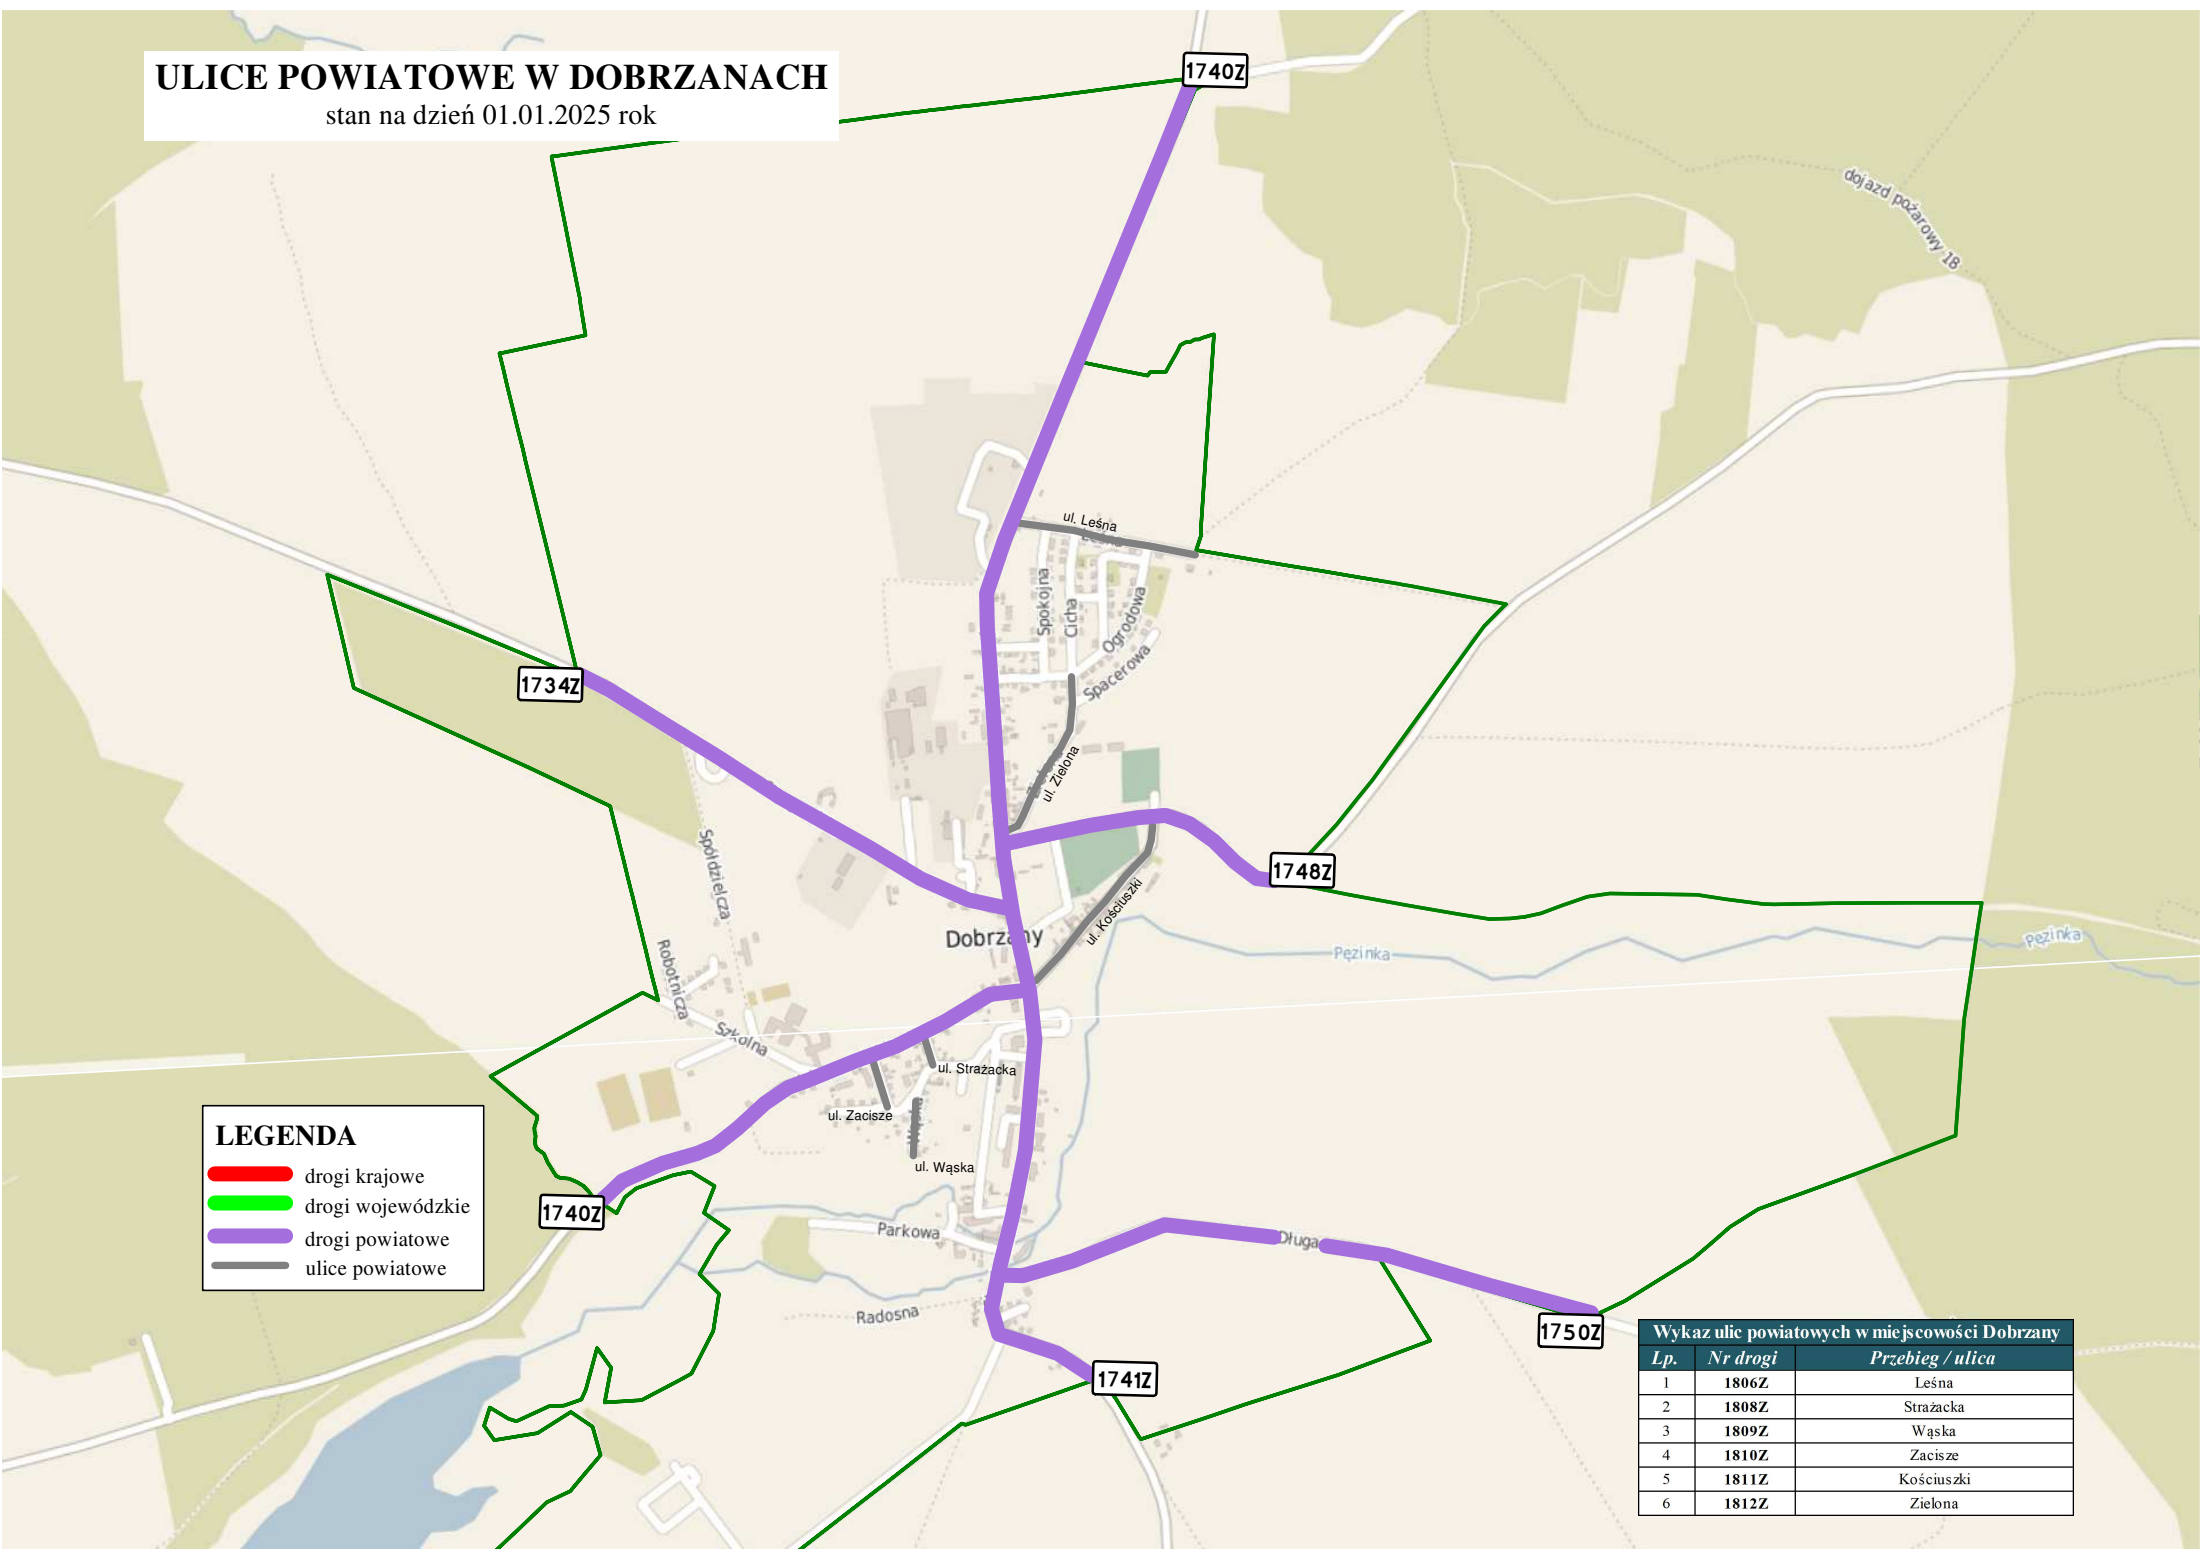 ULICE POWIATOWE W DOBRZANACH
stan na dzień 01.01.2025 rok
1740Z
dojazd pożarowy 18
ul. Leśna
Leśna
Spokojna
Cicha
Ogrodowa
Spacerowa
1734Z
ul. Zielona
Spółdzielcza
1748Z
ul. Kościuszki
Dobrzany
Pęzinka
Pęzinka
Robotnicza
Szkolna
ul. Strażacka
ul. Zacisze
Wąska
ul. Wąska
LEGENDA
drogi krajowe
drogi wojewódzkie
drogi powiatowe
ulice powiatowe
1740Z
Parkowa
Długa
Radosna
1750Z
1741Z
Wykaz ulic powiatowych w miejscowości Dobrzany
Lp. Nr drogi Przebieg / ulica
1 1806Z Leśna
2 1808Z Strażacka
3 1809Z Wąska
4 1810Z Zacisze
5 1811Z Kościuszki
6 1812Z Zielona